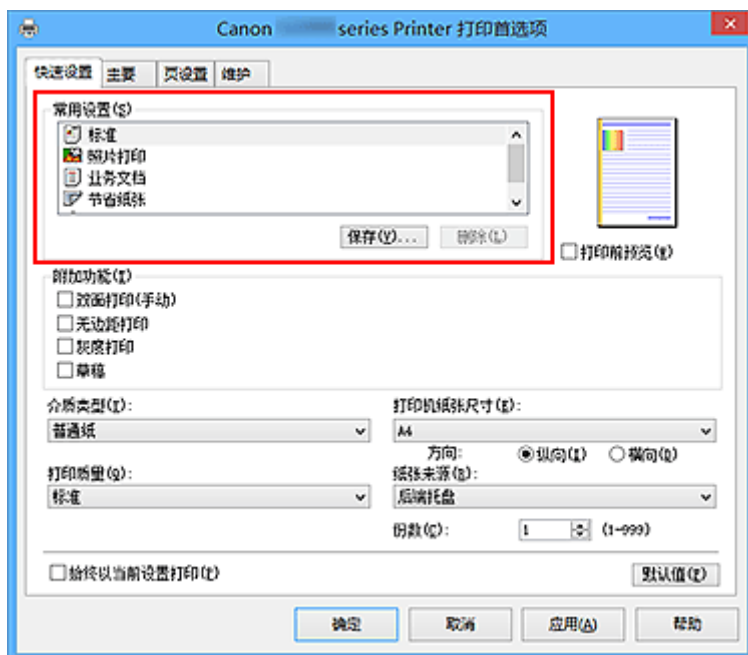 Canon series Printer 打印首选项
快速设置 主要 页设置 维护
常用设置(S)
标准
照片打印
业务文档
节省纸张
保存(V)... 删除(L)
打印前预览(W)
附加功能(I)
双面打印(手动)
无边距打印
灰度打印
草稿
介质类型(I): 打印机纸张尺寸(E):
普通纸 A4
方向: 纵向(I) 横向(Q)
打印质量(Q): 纸张来源(B):
标准 后端托盘
份数(C): 1 (1-999)
始终以当前设置打印(t) 默认值(F)
确定 取消 应用(A) 帮助